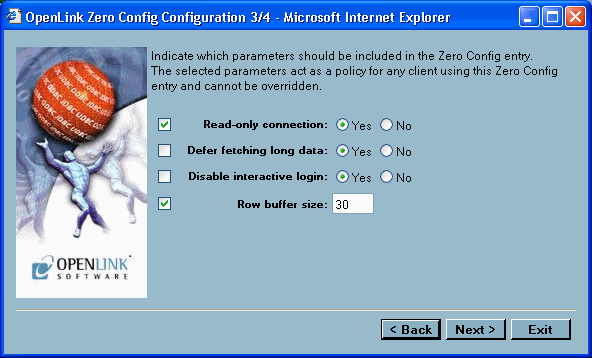 OpenLink Zero Config Configuration 3/4 - Microsoft Internet Explorer
Indicate which parameters should be included in the Zero Config entry.
The selected parameters act as a policy for any client using this Zero Config
entry and cannot be overridden.
Read-only connection: Yes No
Defer fetching long data: Yes No
Disable interactive login: Yes No
Row buffer size: 30
OPENLINK
SOFTWARE
< Back Next > Exit